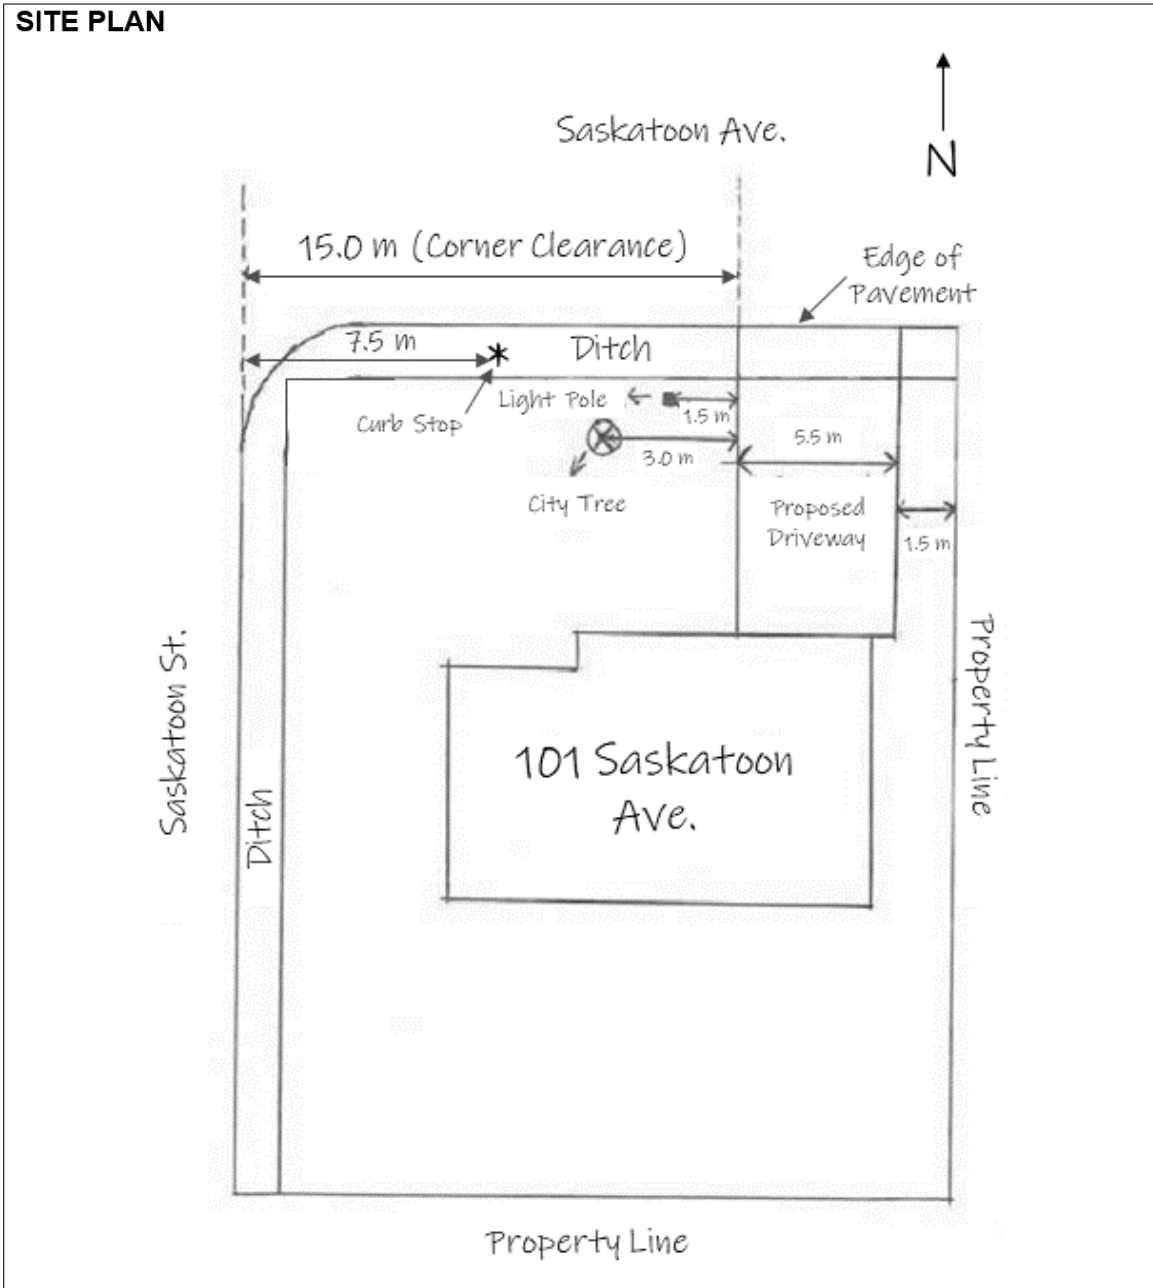 SITE PLAN
Saskatoon Ave.
N
15.0 m (Corner Clearance)
Edge of
Pavement
7.5 m
Ditch
Curb Stop
Light Pole
1.5 m
3.0 m
5.5 m
City Tree
Proposed
Driveway
1.5 m
Saskatoon St.
Ditch
Property Line
101 Saskatoon
Ave.
Property Line